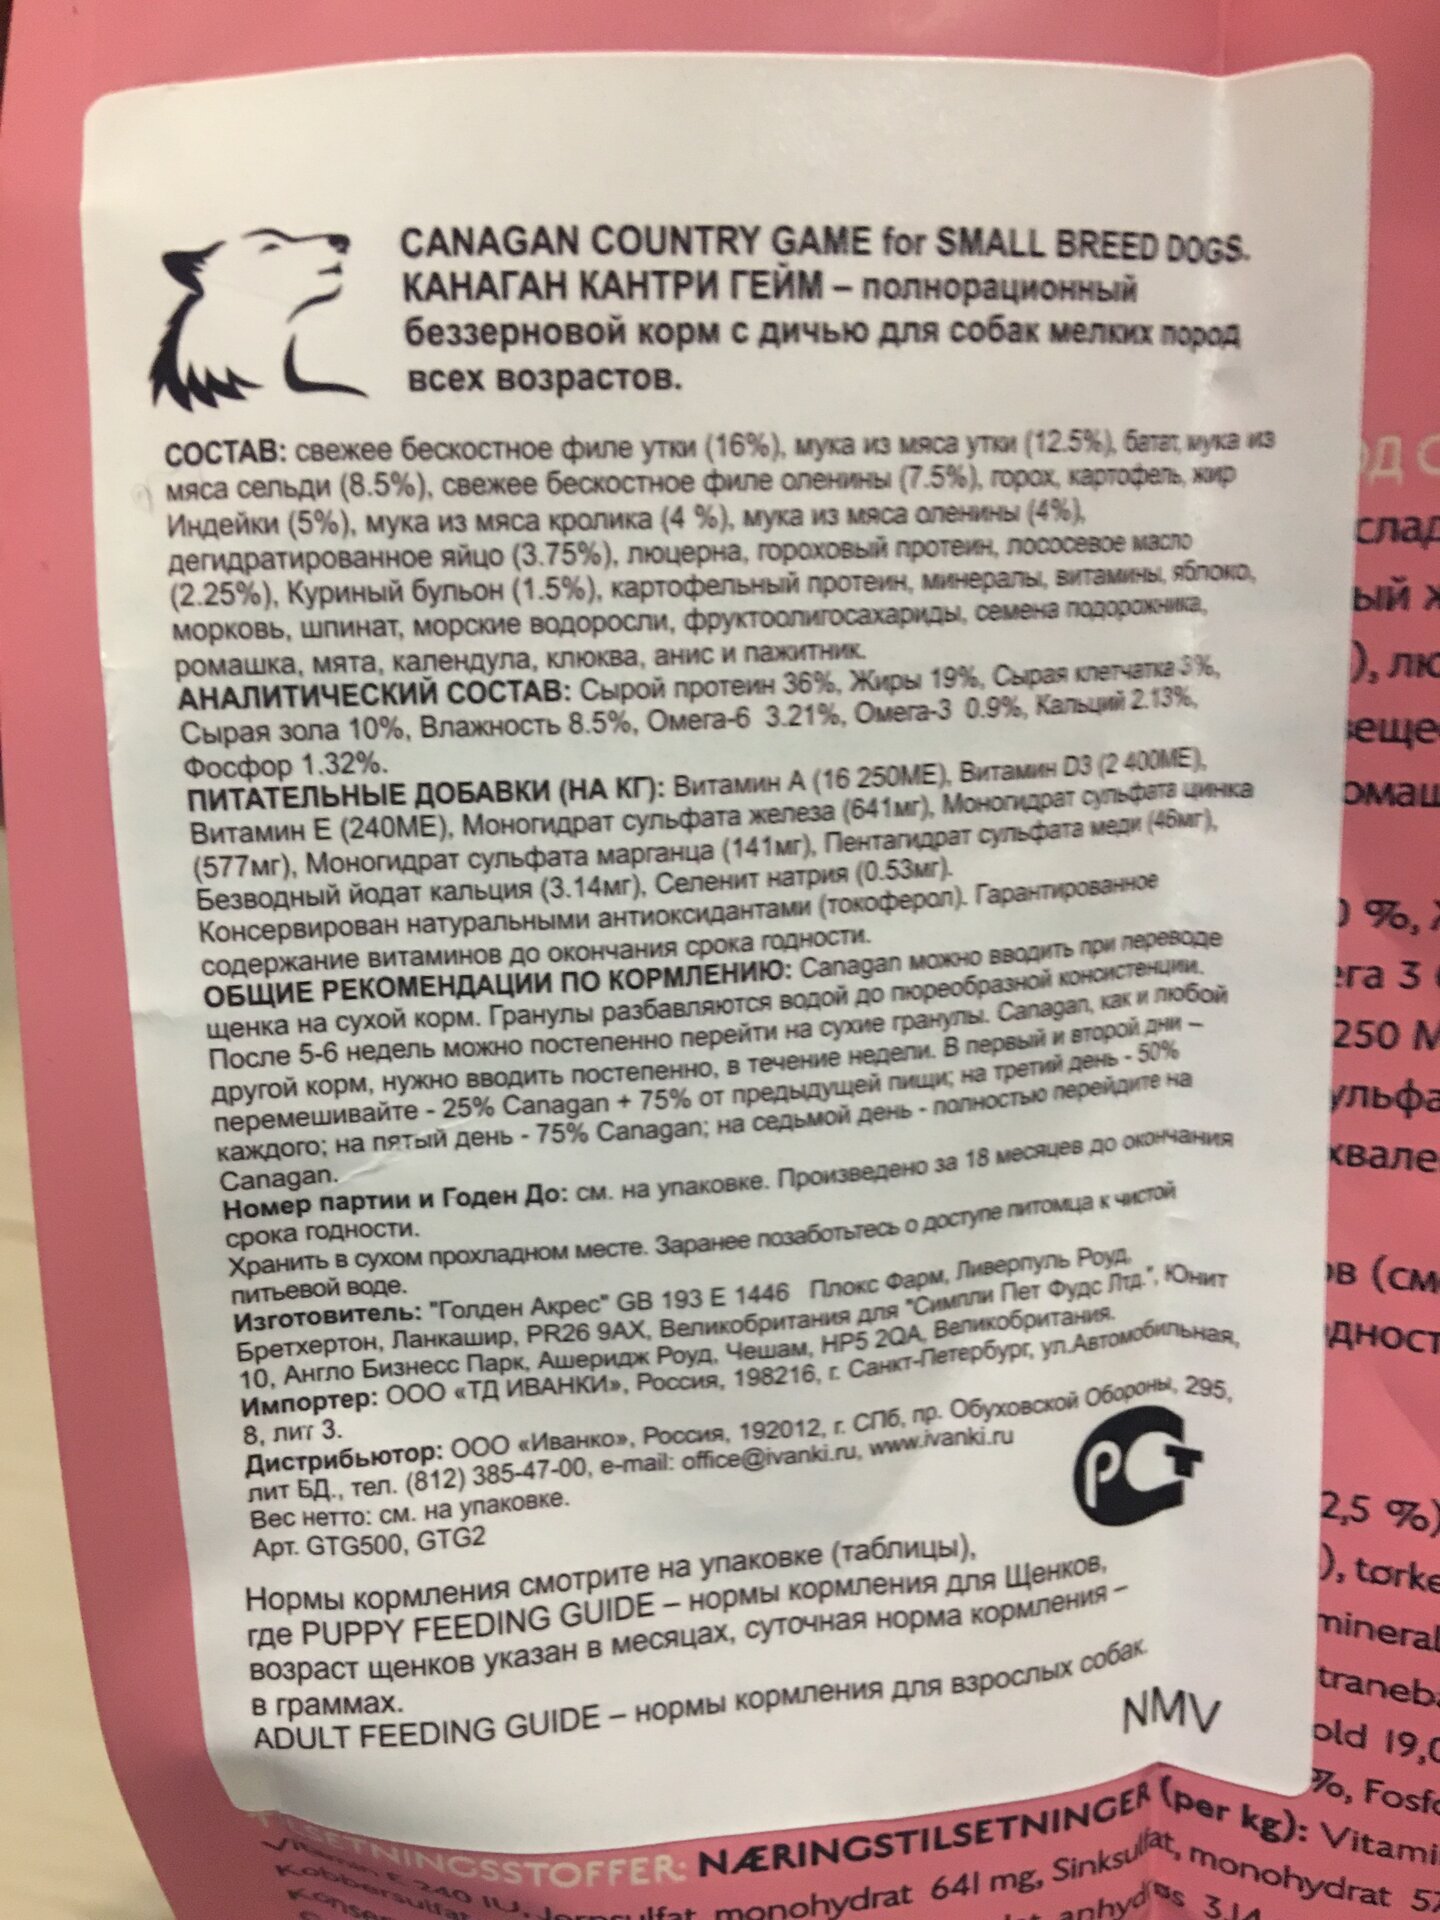 CANAGAN COUNTRY GAME for SMALL BREED DOGS.
КАНАГАН КАНТРИ ГЕЙМ – полнорационный
беззерновой корм с дичью для собак мелких пород
всех возрастов.
СОСТАВ: свежее бескостное филе утки (16%), мука из мяса утки (12.5%), батат, мука из
мяса сельди (8.5%), свежее бескостное филе оленины (7.5%), горох, картофель, жир
Индейки (5%), мука из мяса кролика (4 %), мука из мяса оленины (4%),
дегидратированное яйцо (3.75%), люцерна, гороховый протеин, лососевое масло
(2.25%), Куриный бульон (1.5%), картофельный протеин, минералы, витамины, яблоко,
морковь, шпинат, морские водоросли, фруктоолигосахариды, семена подорожника,
ромашка, мята, календула, клюква, анис и пажитник.
АНАЛИТИЧЕСКИЙ СОСТАВ: Сырой протеин 36%, Жиры 19%, Сырая клетчатка 3%,
Сырая зола 10%, Влажность 8.5%, Омега-6 3.21%, Омега-3 0.9%, Кальций 2.13%,
Фосфор 1.32%.
ПИТАТЕЛЬНЫЕ ДОБАВКИ (НА КГ): Витамин А (16 250МЕ), Витамин D3 (2 400МЕ),
Витамин Е (240МЕ), Моногидрат сульфата железа (641мг), Моногидрат сульфата цинка
(577мг), Моногидрат сульфата марганца (141мг), Пентагидрат сульфата меди (46мг),
Безводный йодат кальция (3.14мг), Селенит натрия (0.53мг).
Консервирован натуральными антиоксидантами (токоферол). Гарантированное
содержание витаминов до окончания срока годности.
ОБЩИЕ РЕКОМЕНДАЦИИ ПО КОРМЛЕНИЮ: Canagan можно вводить при переводе
щенка на сухой корм. Гранулы разбавляются водой до пюреобразной консистенции.
После 5-6 недель можно постепенно перейти на сухие гранулы. Canagan, как и любой
другой корм, нужно вводить постепенно, в течение недели. В первый и второй дни –
перемешивайте - 25% Canagan + 75% от предыдущей пищи; на третий день - 50%
каждого; на пятый день - 75% Canagan; на седьмой день - полностью перейдите на
Canagan.
Номер партии и Годен До: см. на упаковке. Произведено за 18 месяцев до окончания
срока годности.
Хранить в сухом прохладном месте. Заранее позаботьтесь о доступе питомца к чистой
питьевой воде.
Изготовитель: "Голден Акрес" GB 193 E 1446 Плокс Фарм, Ливерпуль Роуд,
Бретхертон, Ланкашир, PR26 9AX, Великобритания для "Симпли Пет Фудс Лтд.", Юнит
10, Англо Бизнесс Парк, Ашеридж Роуд, Чешам, HP5 2QA, Великобритания.
Импортер: ООО «ТД ИВАНКИ», Россия, 198216, г. Санкт-Петербург, ул.Автомобильная,
8, лит З.
Дистрибьютор: ООО «Иванко», Россия, 192012, г. СПб, пр. Обуховской Обороны, 295,
лит БД., тел. (812) 385-47-00, e-mail: office@ivanki.ru, www.ivanki.ru
Вес нетто: см. на упаковке.
Арт. GTG500, GTG2
РСТ
Нормы кормления смотрите на упаковке (таблицы),
где PUPPY FEEDING GUIDE – нормы кормления для Щенков,
возраст щенков указан в месяцах, суточная норма кормления –
в граммах.
ADULT FEEDING GUIDE – нормы кормления для взрослых собак.
NMV
NÆRINGSTILSETNINGER (per kg):
monohydrat 641 mg, Sinksulfat, monohydrat
3,14